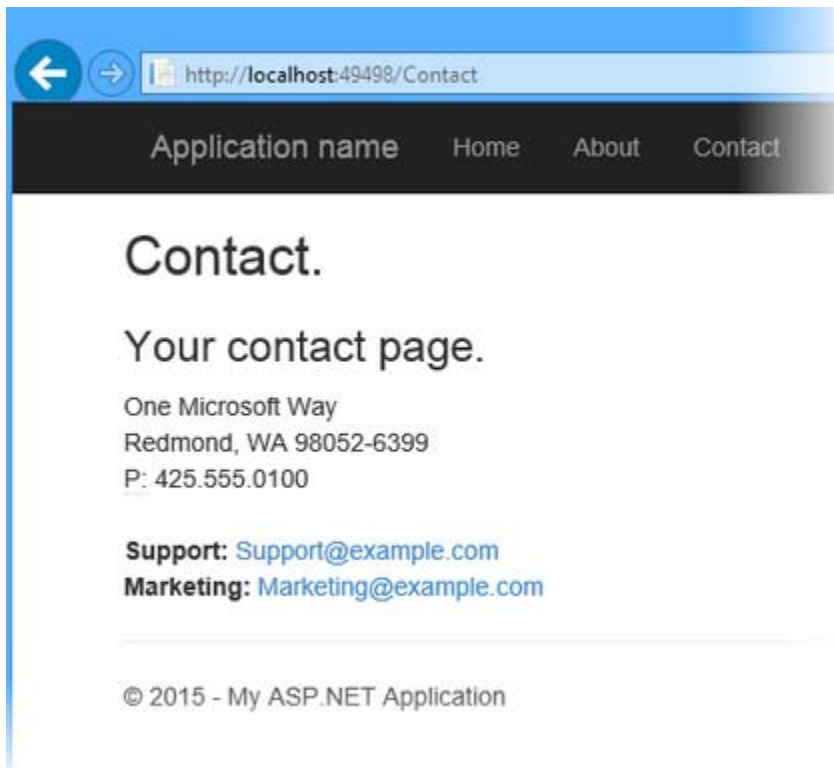 http://localhost:49498/Contact
Application name Home About Contact
Contact.
Your contact page.
One Microsoft Way
Redmond, WA 98052-6399
P: 425.555.0100
Support: Support@example.com
Marketing: Marketing@example.com
© 2015 - My ASP.NET Application